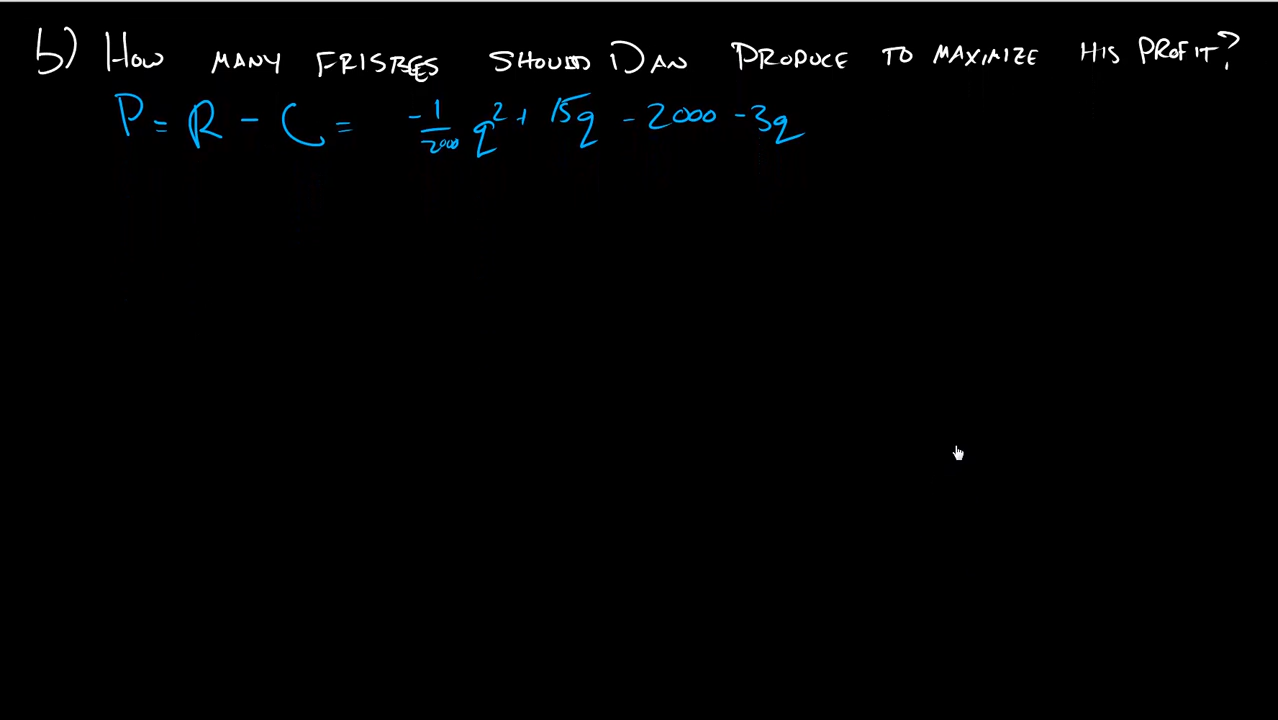 b) HOW MANY FRISBEES SHOULD DAN PRODUCE TO MAXIMIZE HIS PROFIT?
P = R - C = -1/2000 q² + 15q - 2000 - 3q